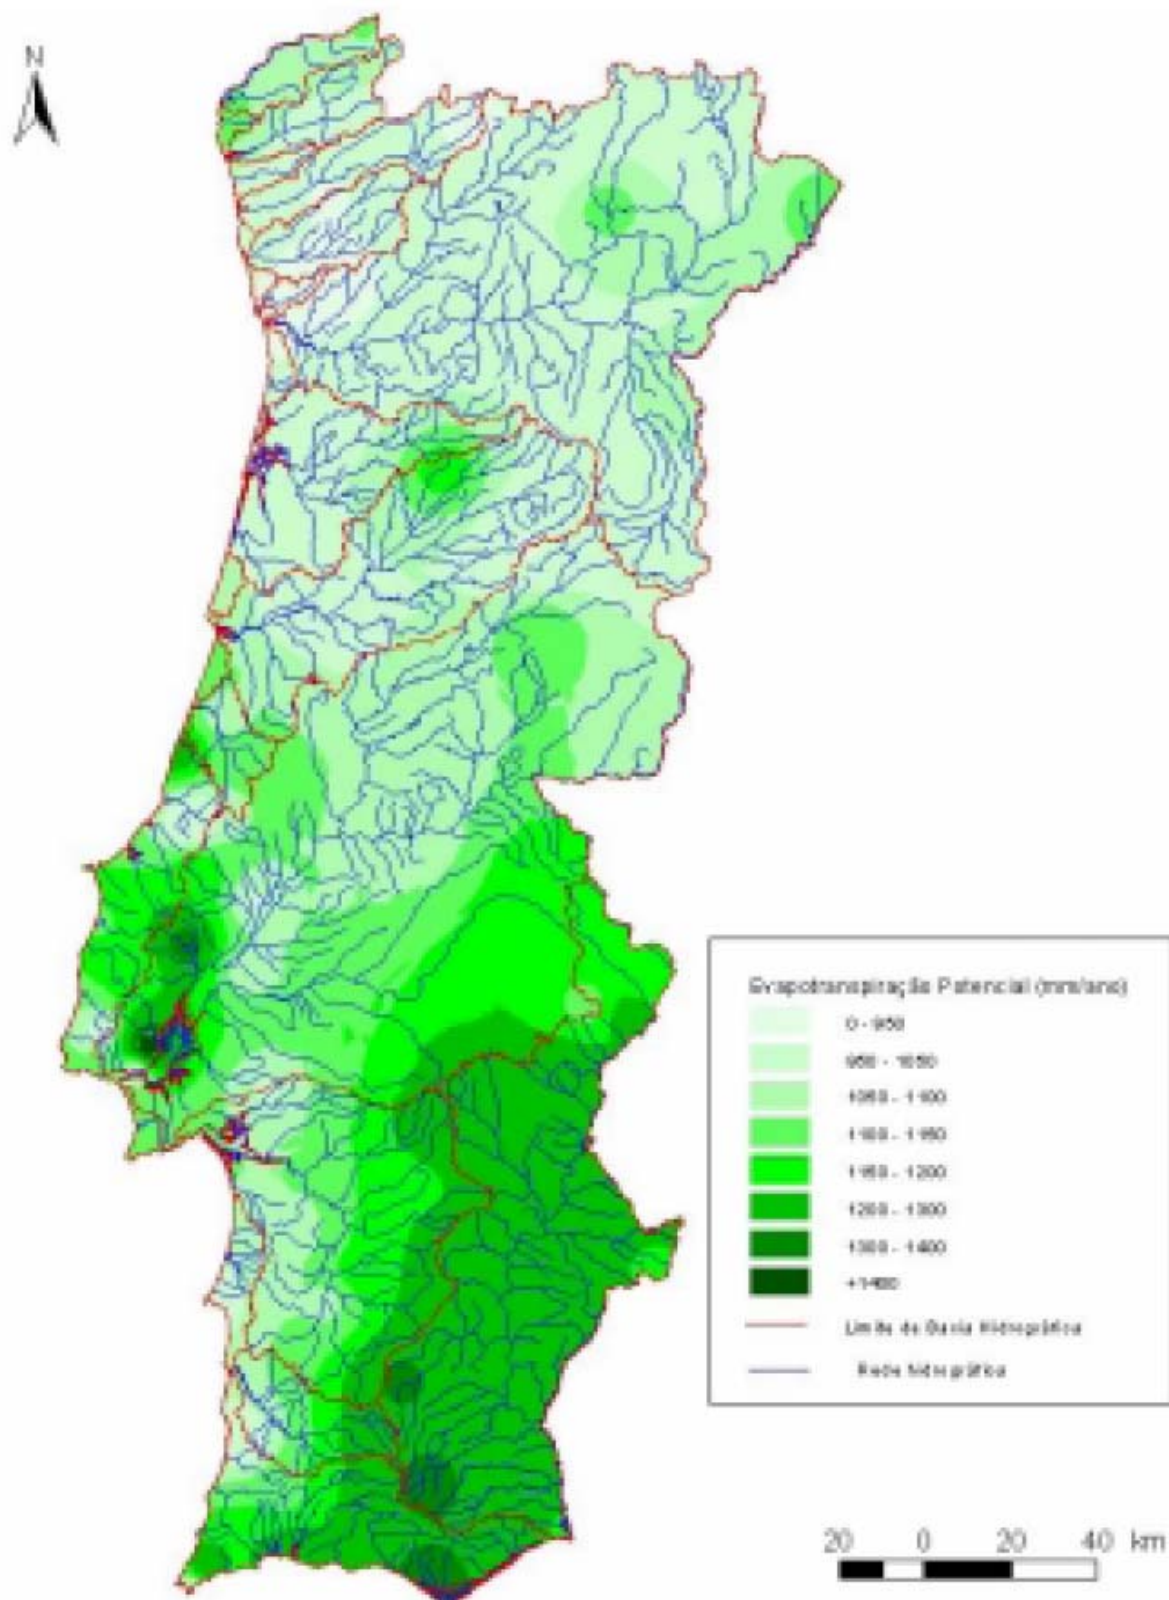 N
Evapotranspiração Potencial (mm/ano)
0 - 950
950 - 1050
1050 - 1100
1100 - 1150
1150 - 1200
1200 - 1300
1300 - 1400
+1400
Limite de Bacia Hidrográfica
Rede hidrográfica
20 0 20 40 km